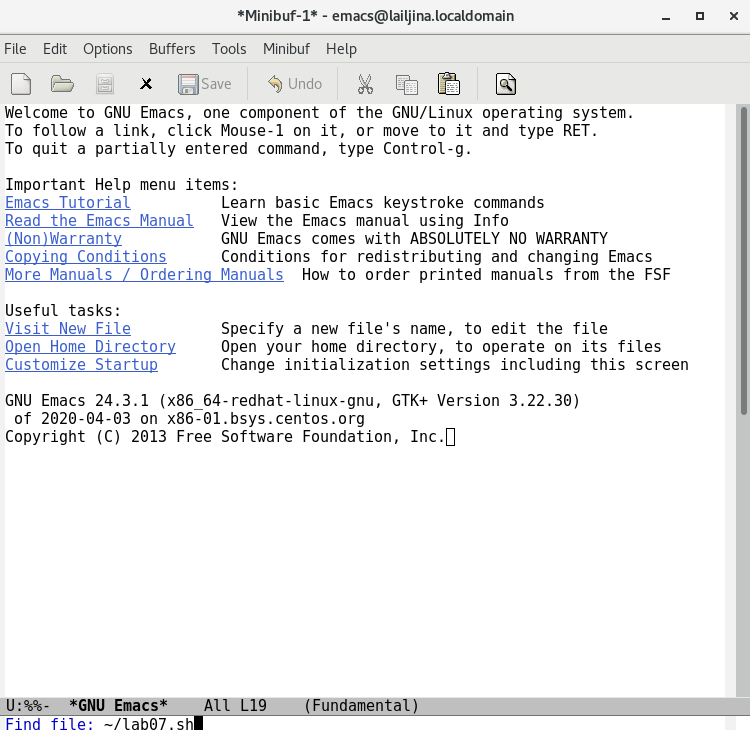 *Minibuf-1* - emacs@lailjina.localdomain
File Edit Options Buffers Tools Minibuf Help
Save Undo
Welcome to GNU Emacs, one component of the GNU/Linux operating system.
To follow a link, click Mouse-1 on it, or move to it and type RET.
To quit a partially entered command, type Control-g.
Important Help menu items:
Emacs Tutorial Learn basic Emacs keystroke commands
Read the Emacs Manual View the Emacs manual using Info
(Non)Warranty GNU Emacs comes with ABSOLUTELY NO WARRANTY
Copying Conditions Conditions for redistributing and changing Emacs
More Manuals / Ordering Manuals How to order printed manuals from the FSF
Useful tasks:
Visit New File Specify a new file's name, to edit the file
Open Home Directory Open your home directory, to operate on its files
Customize Startup Change initialization settings including this screen
GNU Emacs 24.3.1 (x86_64-redhat-linux-gnu, GTK+ Version 3.22.30)
of 2020-04-03 on x86-01.bsys.centos.org
Copyright (C) 2013 Free Software Foundation, Inc.
U:%%- *GNU Emacs* All L19 (Fundamental)
Find file: ~/lab07.sh